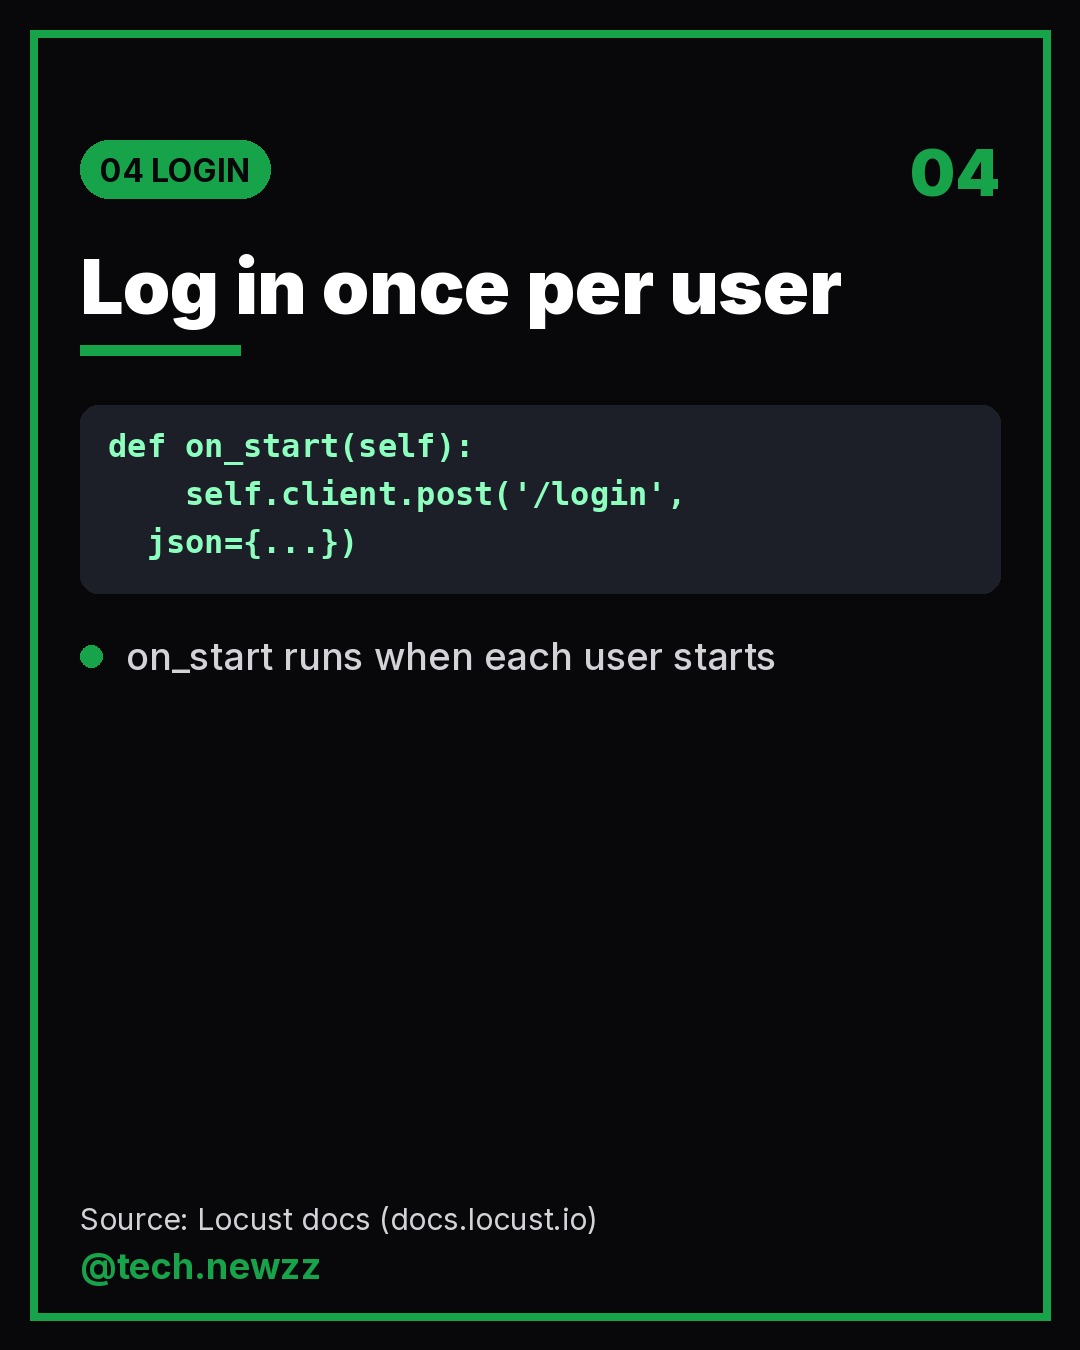 04 LOGIN
04
Log in once per user
def on_start(self):
    self.client.post('/login',
  json={...})
on_start runs when each user starts
Source: Locust docs (docs.locust.io)
@tech.newzz